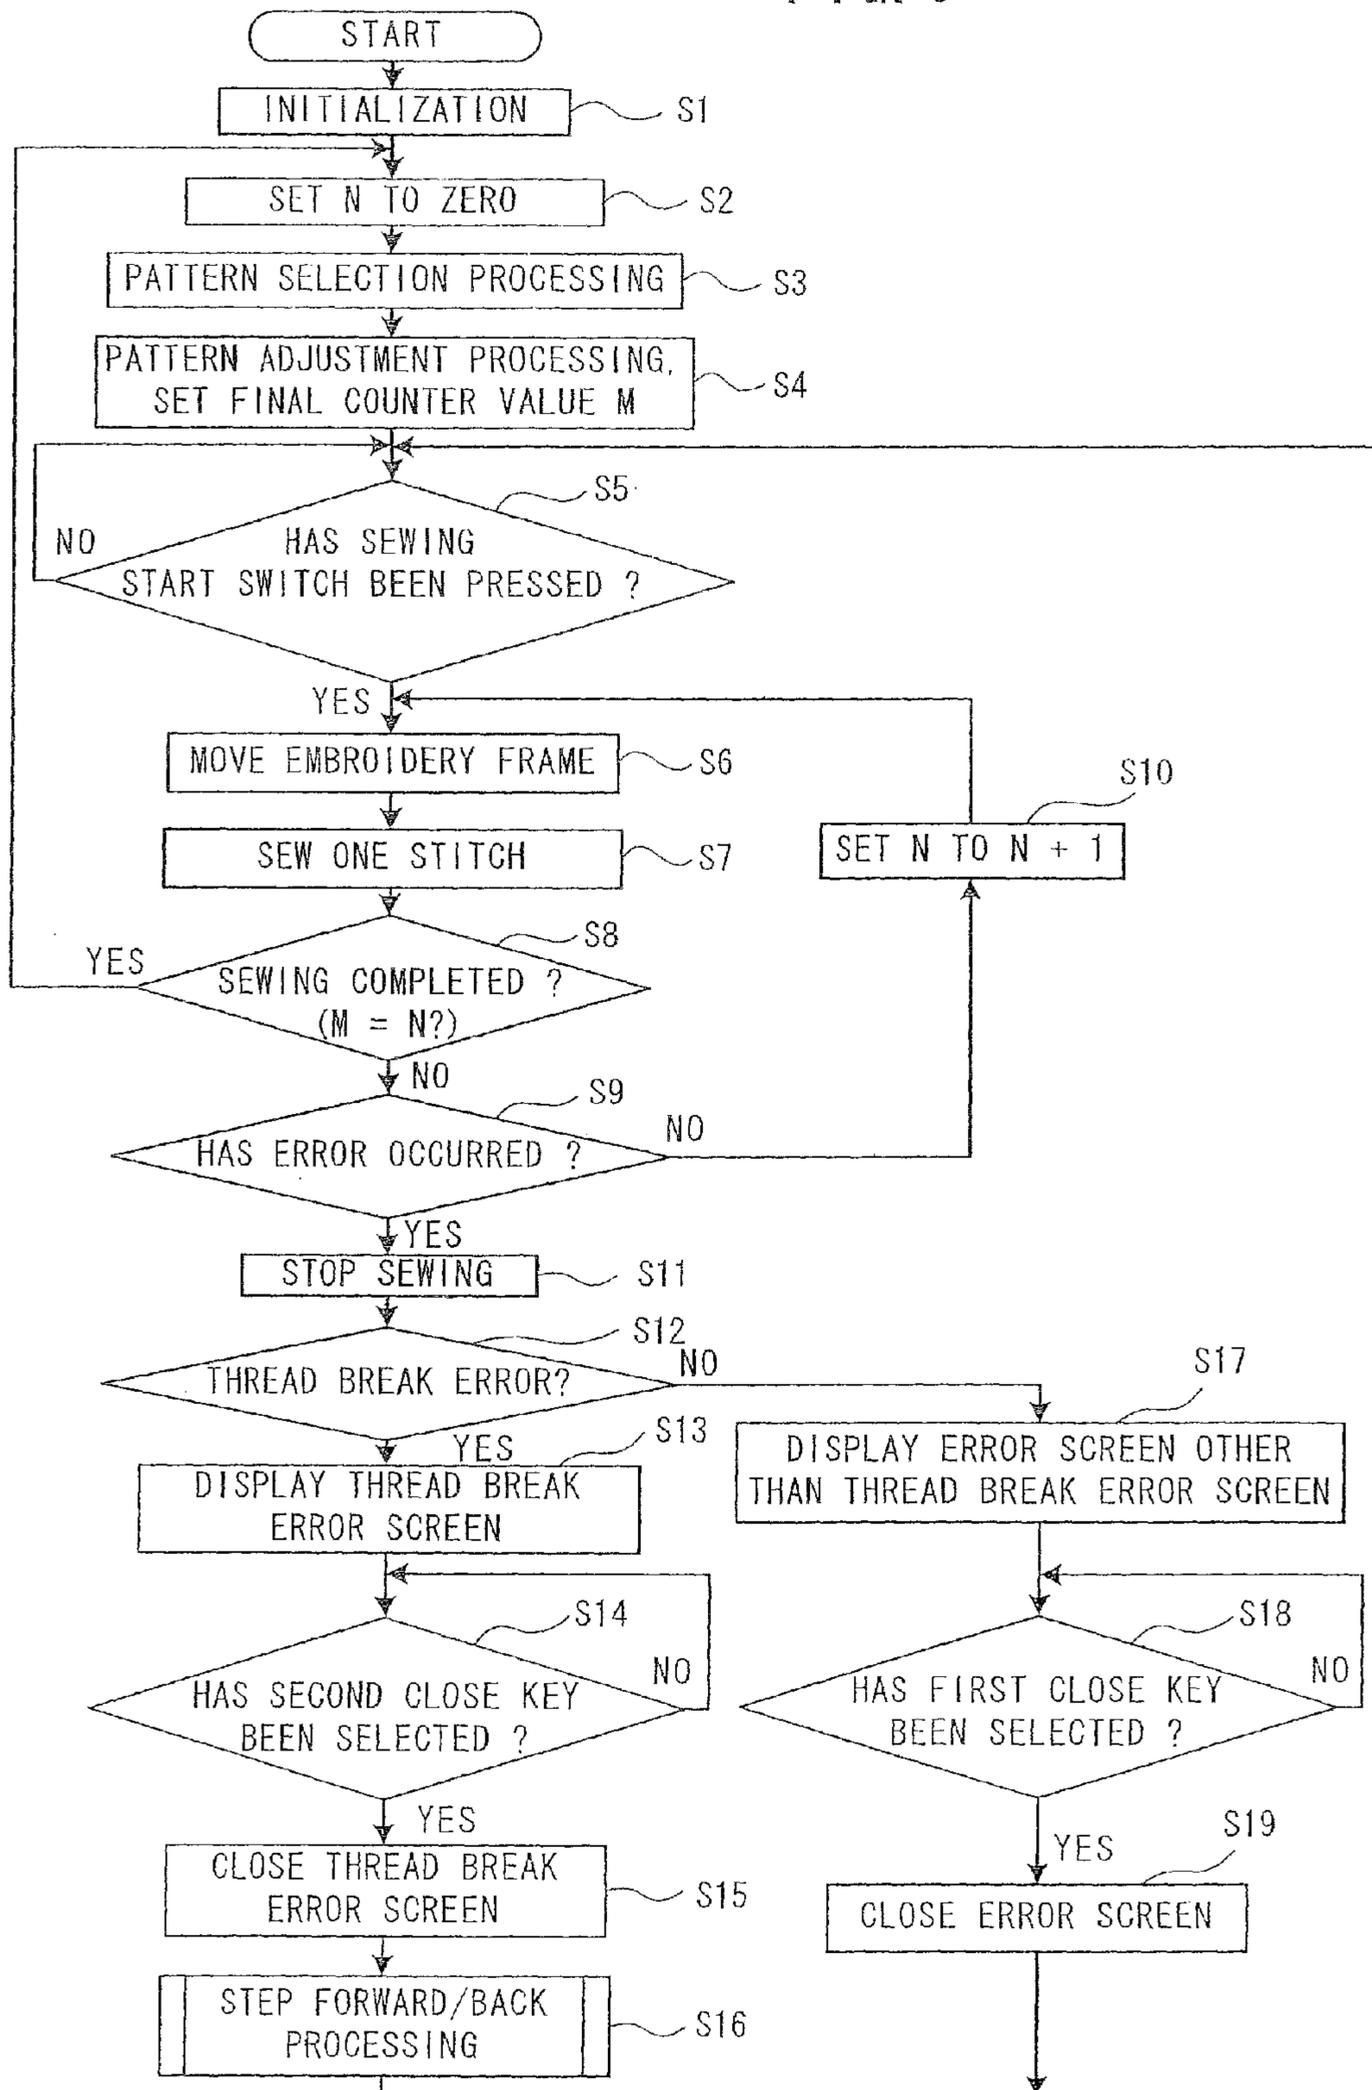 START
INITIALIZATION
S1
SET N TO ZERO
S2
PATTERN SELECTION PROCESSING
S3
PATTERN ADJUSTMENT PROCESSING,
SET FINAL COUNTER VALUE M
S4
S5
NO
HAS SEWING
START SWITCH BEEN PRESSED ?
YES
MOVE EMBROIDERY FRAME
S6
S10
SET N TO N + 1
SEW ONE STITCH
S7
S8
YES
SEWING COMPLETED ?
(M = N?)
NO
S9
NO
HAS ERROR OCCURRED ?
YES
STOP SEWING
S11
S12
NO
THREAD BREAK ERROR?
S17
YES
S13
DISPLAY THREAD BREAK
ERROR SCREEN
DISPLAY ERROR SCREEN OTHER
THAN THREAD BREAK ERROR SCREEN
S14
NO
HAS SECOND CLOSE KEY
BEEN SELECTED ?
S18
NO
HAS FIRST CLOSE KEY
BEEN SELECTED ?
YES
CLOSE THREAD BREAK
ERROR SCREEN
S15
YES
S19
CLOSE ERROR SCREEN
STEP FORWARD/BACK
PROCESSING
S16